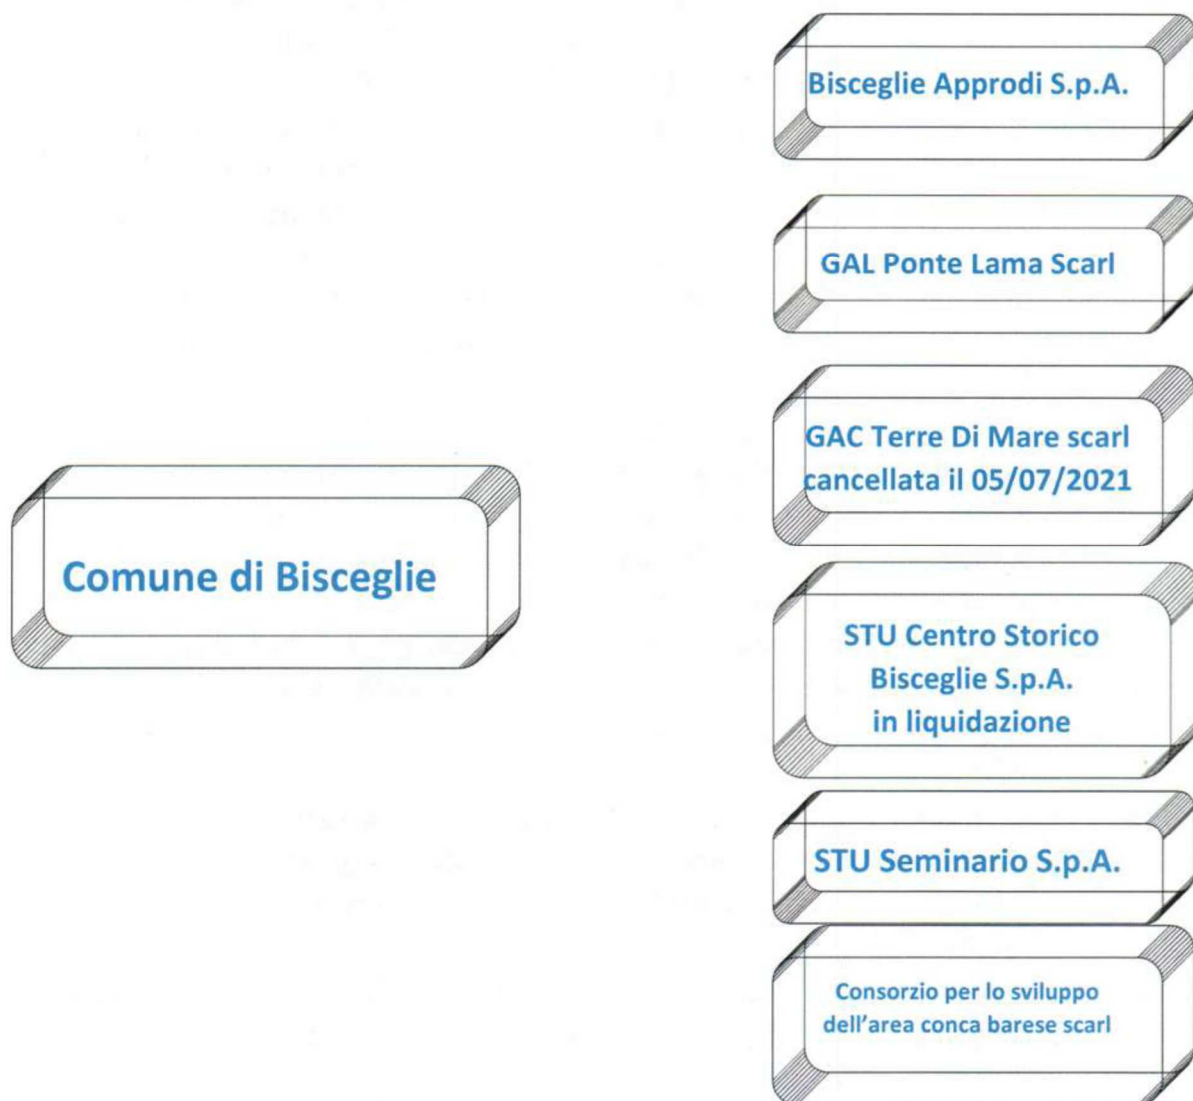 Bisceglie Approdi S.p.A.
GAL Ponte Lama Scarl
GAC Terre Di Mare scarl
cancellata il 05/07/2021
Comune di Bisceglie
STU Centro Storico
Bisceglie S.p.A.
in liquidazione
STU Seminario S.p.A.
Consorzio per lo sviluppo
dell'area conca barese scarl